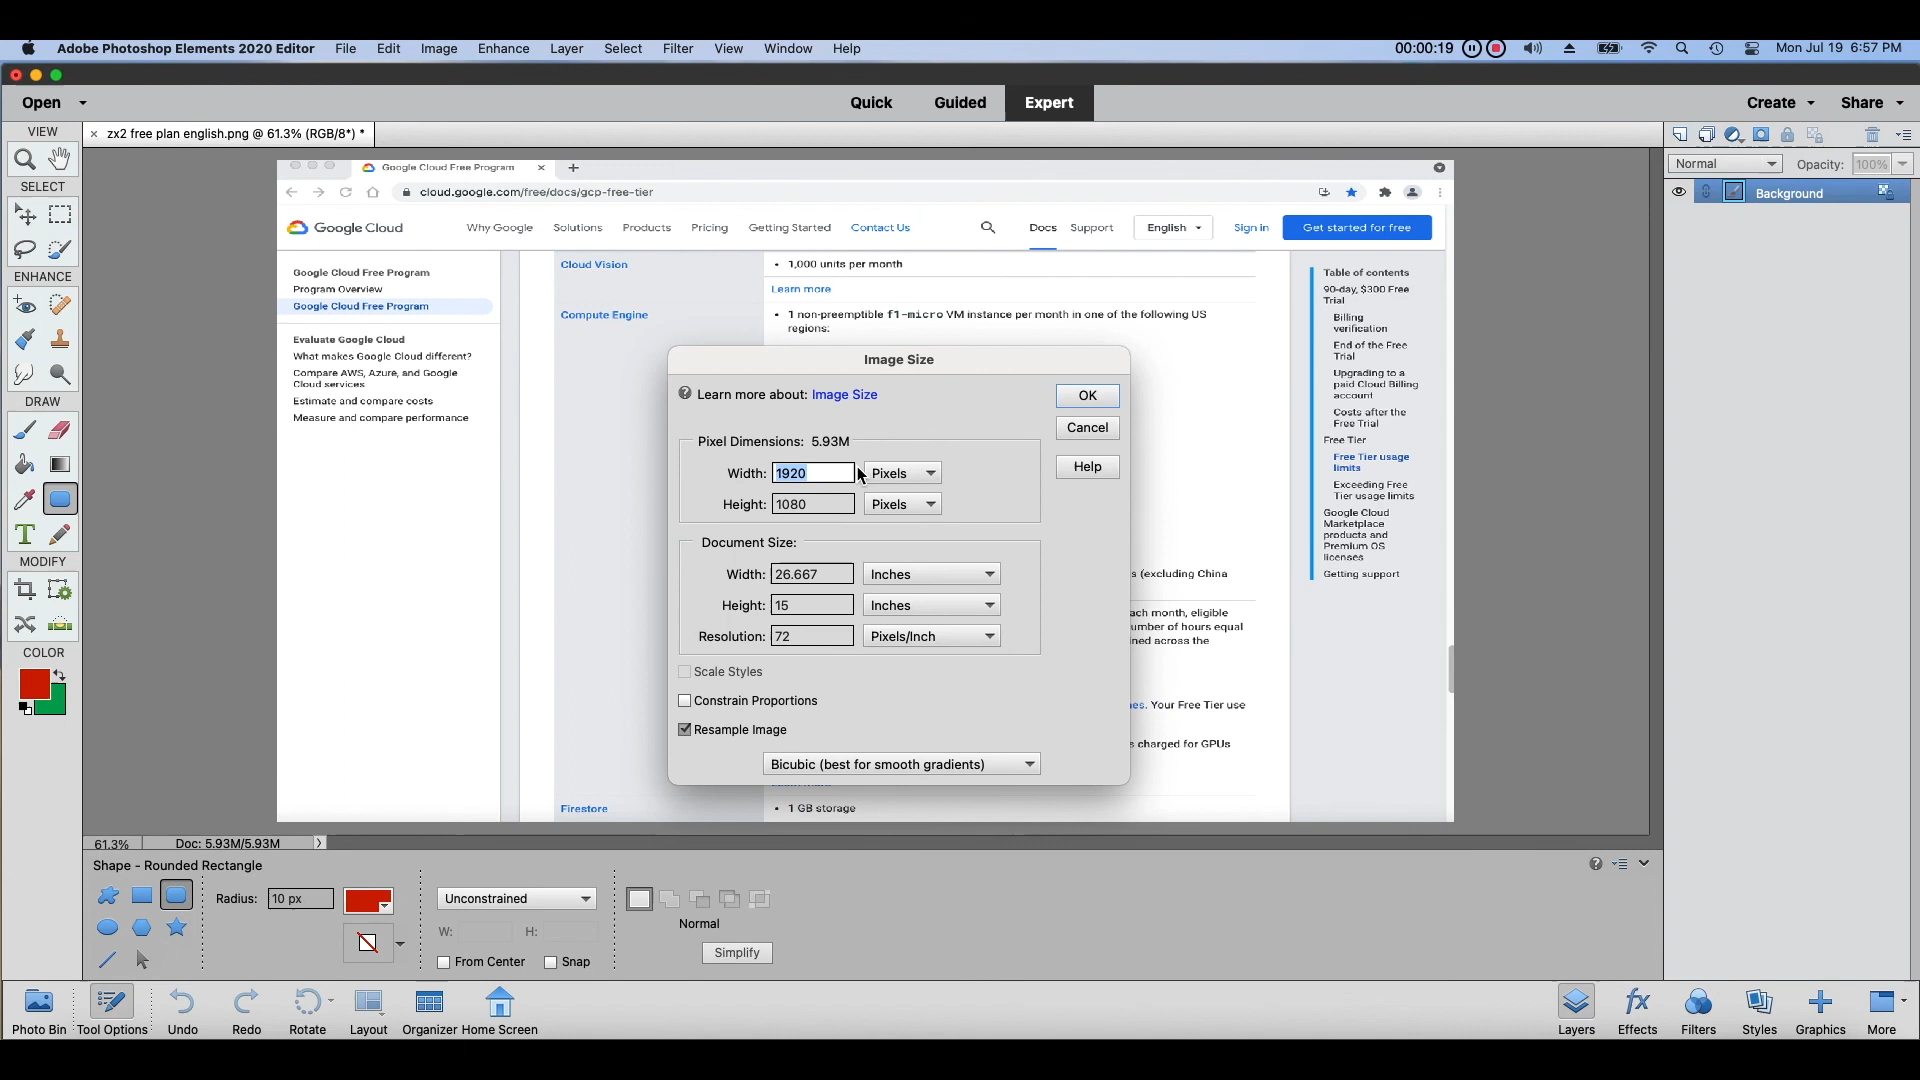 Adobe Photoshop Elements 2020 Editor File Edit Image Enhance Layer Select Filter View Window Help 00:00:19 Mon Jul 19 6:57 PM
Open Quick Guided Expert Create Share
VIEW × zx2 free plan english.png @ 61.3% (RGB/8*) *
Normal Opacity: 100%
Background
SELECT
ENHANCE
DRAW
MODIFY
COLOR
Google Cloud Free Program
cloud.google.com/free/docs/gcp-free-tier
Google Cloud Why Google Solutions Products Pricing Getting Started Contact Us Docs Support English Sign in Get started for free
Google Cloud Free Program
Program Overview
Google Cloud Free Program
Evaluate Google Cloud
What makes Google Cloud different?
Compare AWS, Azure, and Google
Cloud services
Estimate and compare costs
Measure and compare performance
Cloud Vision • 1,000 units per month
Learn more
Compute Engine • 1 non-preemptible f1-micro VM instance per month in one of the following US
regions:
s (excluding China
ach month, eligible
umber of hours equal
ined across the
es. Your Free Tier use
s charged for GPUs
Firestore • 1 GB storage
Table of contents
90-day, $300 Free
Trial
Billing
verification
End of the Free
Trial
Upgrading to a
paid Cloud Billing
account
Costs after the
Free Trial
Free Tier
Free Tier usage
limits
Exceeding Free
Tier usage limits
Google Cloud
Marketplace
products and
Premium OS
licenses
Getting support
Image Size
? Learn more about: Image Size
OK
Cancel
Help
Pixel Dimensions: 5.93M
Width: 1920 Pixels
Height: 1080 Pixels
Document Size:
Width: 26.667 Inches
Height: 15 Inches
Resolution: 72 Pixels/Inch
Scale Styles
Constrain Proportions
Resample Image
Bicubic (best for smooth gradients)
61.3% Doc: 5.93M/5.93M
Shape - Rounded Rectangle
Radius: 10 px Unconstrained
W: H:
From Center Snap
Normal
Simplify
Photo Bin Tool Options Undo Redo Rotate Layout Organizer Home Screen Layers Effects Filters Styles Graphics More